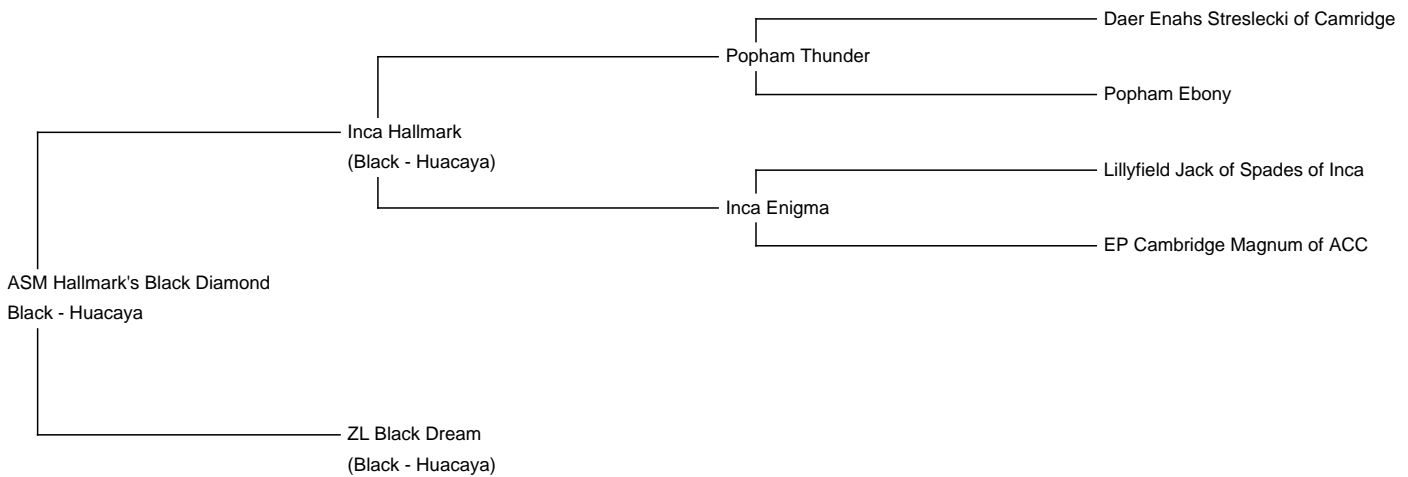 Daer Enahs Streslecki of Camridge
Popham Thunder
Popham Ebony
Inca Hallmark
(Black - Huacaya)
Lillyfield Jack of Spades of Inca
Inca Enigma
EP Cambridge Magnum of ACC
ASM Hallmark's Black Diamond
Black - Huacaya
ZL Black Dream
(Black - Huacaya)